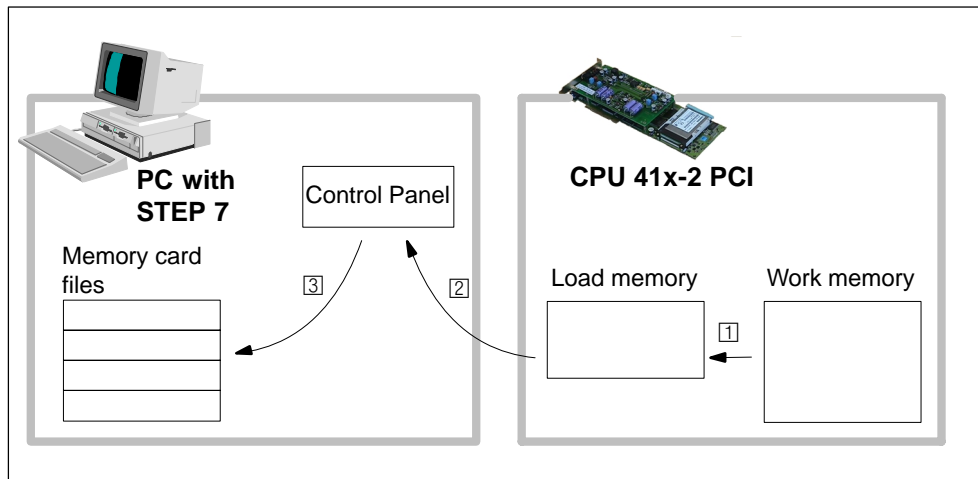 PC with
STEP 7
Control Panel
Memory card
files
3
2
CPU 41x-2 PCI
Load memory
Work memory
1